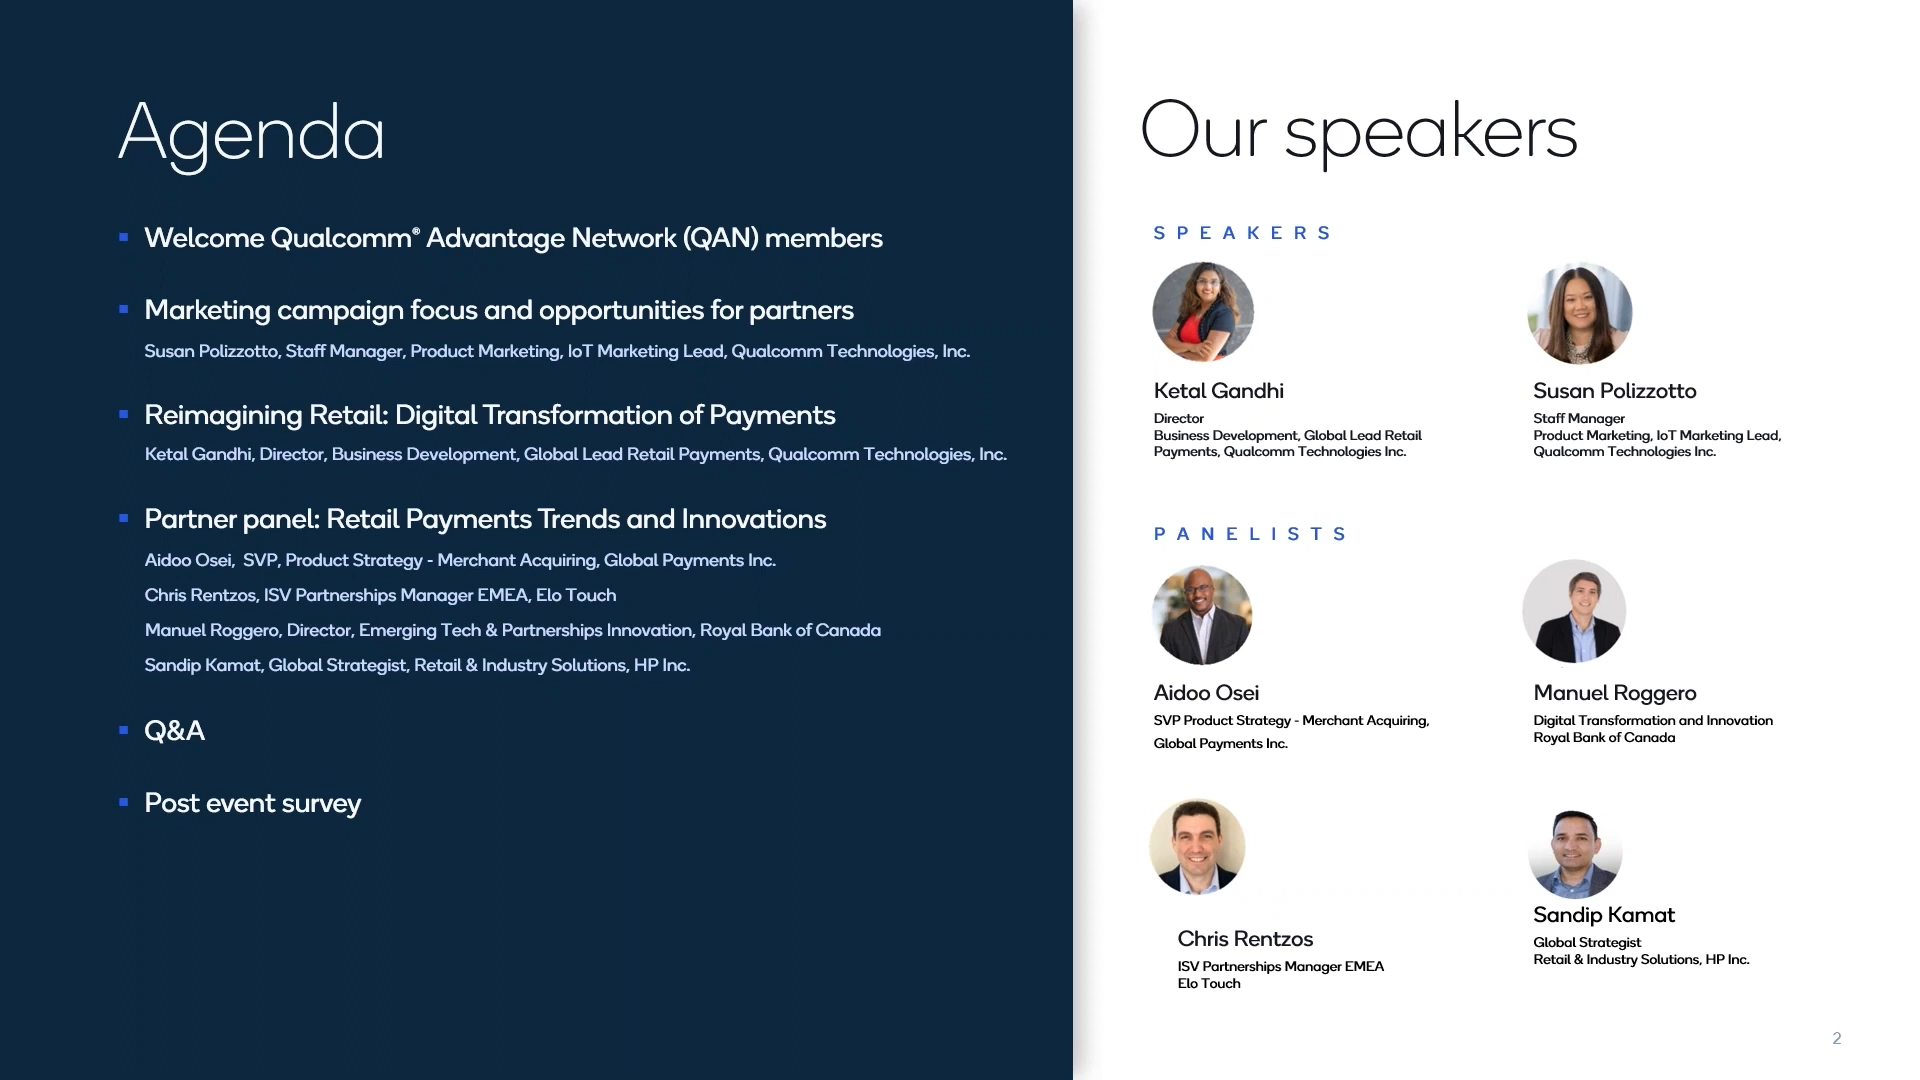 Agenda
Welcome Qualcomm® Advantage Network (QAN) members
Marketing campaign focus and opportunities for partners
Susan Polizzotto, Staff Manager, Product Marketing, IoT Marketing Lead, Qualcomm Technologies, Inc.
Reimagining Retail: Digital Transformation of Payments
Ketal Gandhi, Director, Business Development, Global Lead Retail Payments, Qualcomm Technologies, Inc.
Partner panel: Retail Payments Trends and Innovations
Aidoo Osei, SVP, Product Strategy - Merchant Acquiring, Global Payments Inc.
Chris Rentzos, ISV Partnerships Manager EMEA, Elo Touch
Manuel Roggero, Director, Emerging Tech & Partnerships Innovation, Royal Bank of Canada
Sandip Kamat, Global Strategist, Retail & Industry Solutions, HP Inc.
Q&A
Post event survey
Our speakers
SPEAKERS
Ketal Gandhi
Director
Business Development, Global Lead Retail
Payments, Qualcomm Technologies Inc.
Susan Polizzotto
Staff Manager
Product Marketing, IoT Marketing Lead,
Qualcomm Technologies Inc.
PANELISTS
Aidoo Osei
SVP Product Strategy - Merchant Acquiring,
Global Payments Inc.
Manuel Roggero
Digital Transformation and Innovation
Royal Bank of Canada
Chris Rentzos
ISV Partnerships Manager EMEA
Elo Touch
Sandip Kamat
Global Strategist
Retail & Industry Solutions, HP Inc.
2